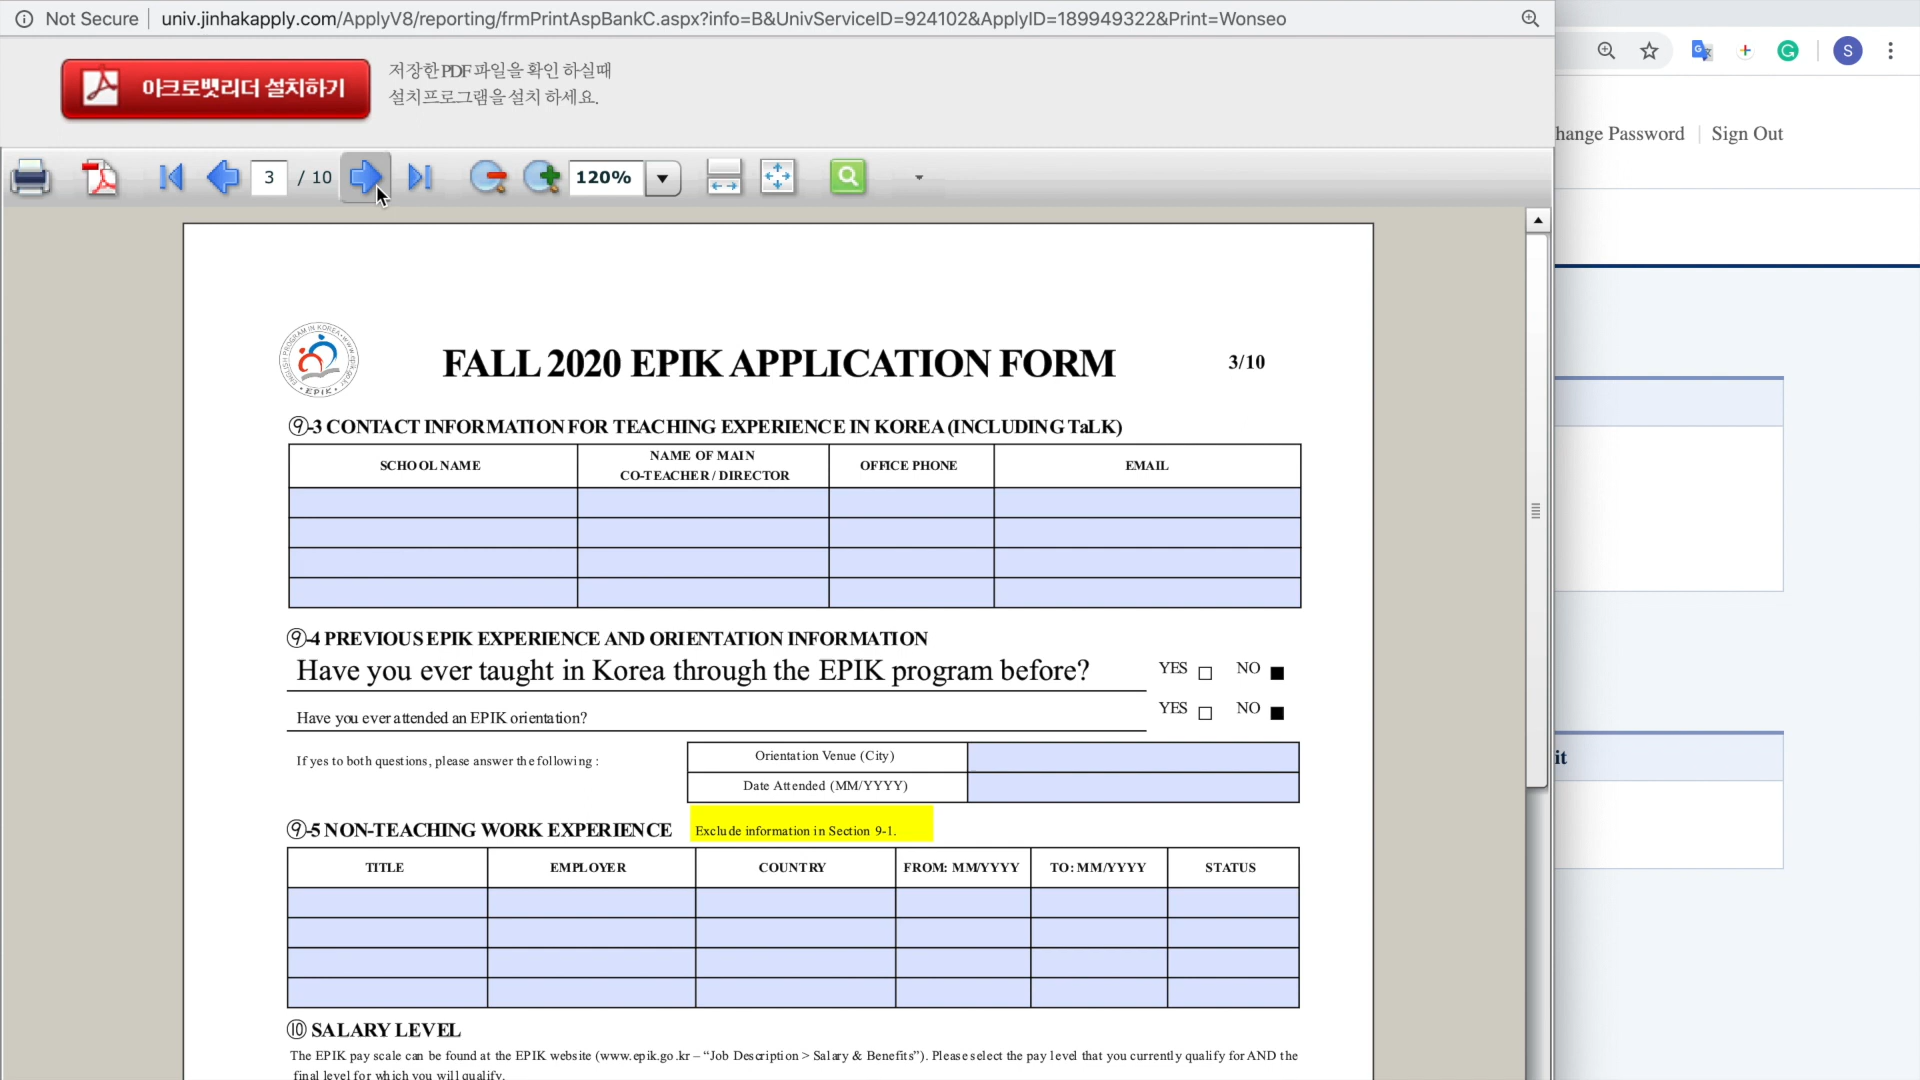 Not Secure univ.jinhakapply.com/ApplyV8/reporting/frmPrintAspBankC.aspx?info=B&UnivServiceID=924102&ApplyID=189949322&Print=Wonseo
S
아크로뱃리더 설치하기
저장한PDF파일을 확인 하실때
설치프로그램을 설치 하세요.
hange Password Sign Out
3 / 10 120%
ENGLISH PROGRAM IN KOREA • www.epik.go.kr • EPIK •
FALL 2020 EPIK APPLICATION FORM 3/10
⑨-3 CONTACT INFORMATION FOR TEACHING EXPERIENCE IN KOREA (INCLUDING TaLK)
SCHOOL NAME NAME OF MAIN CO-TEACHER / DIRECTOR OFFICE PHONE EMAIL
⑨-4 PREVIOUS EPIK EXPERIENCE AND ORIENTATION INFORMATION
Have you ever taught in Korea through the EPIK program before? YES □ NO ■
Have you ever attended an EPIK orientation? YES □ NO ■
If yes to both questions, please answer the following : Orientation Venue (City)
Date Attended (MM/YYYY)
it
⑨-5 NON-TEACHING WORK EXPERIENCE Exclude information in Section 9-1.
TITLE EMPLOYER COUNTRY FROM: MM/YYYY TO: MM/YYYY STATUS
⑩ SALARY LEVEL
The EPIK pay scale can be found at the EPIK website (www.epik.go.kr – “Job Description > Salary & Benefits”). Please select the pay level that you currently qualify for AND the
final level for which you will qualify.